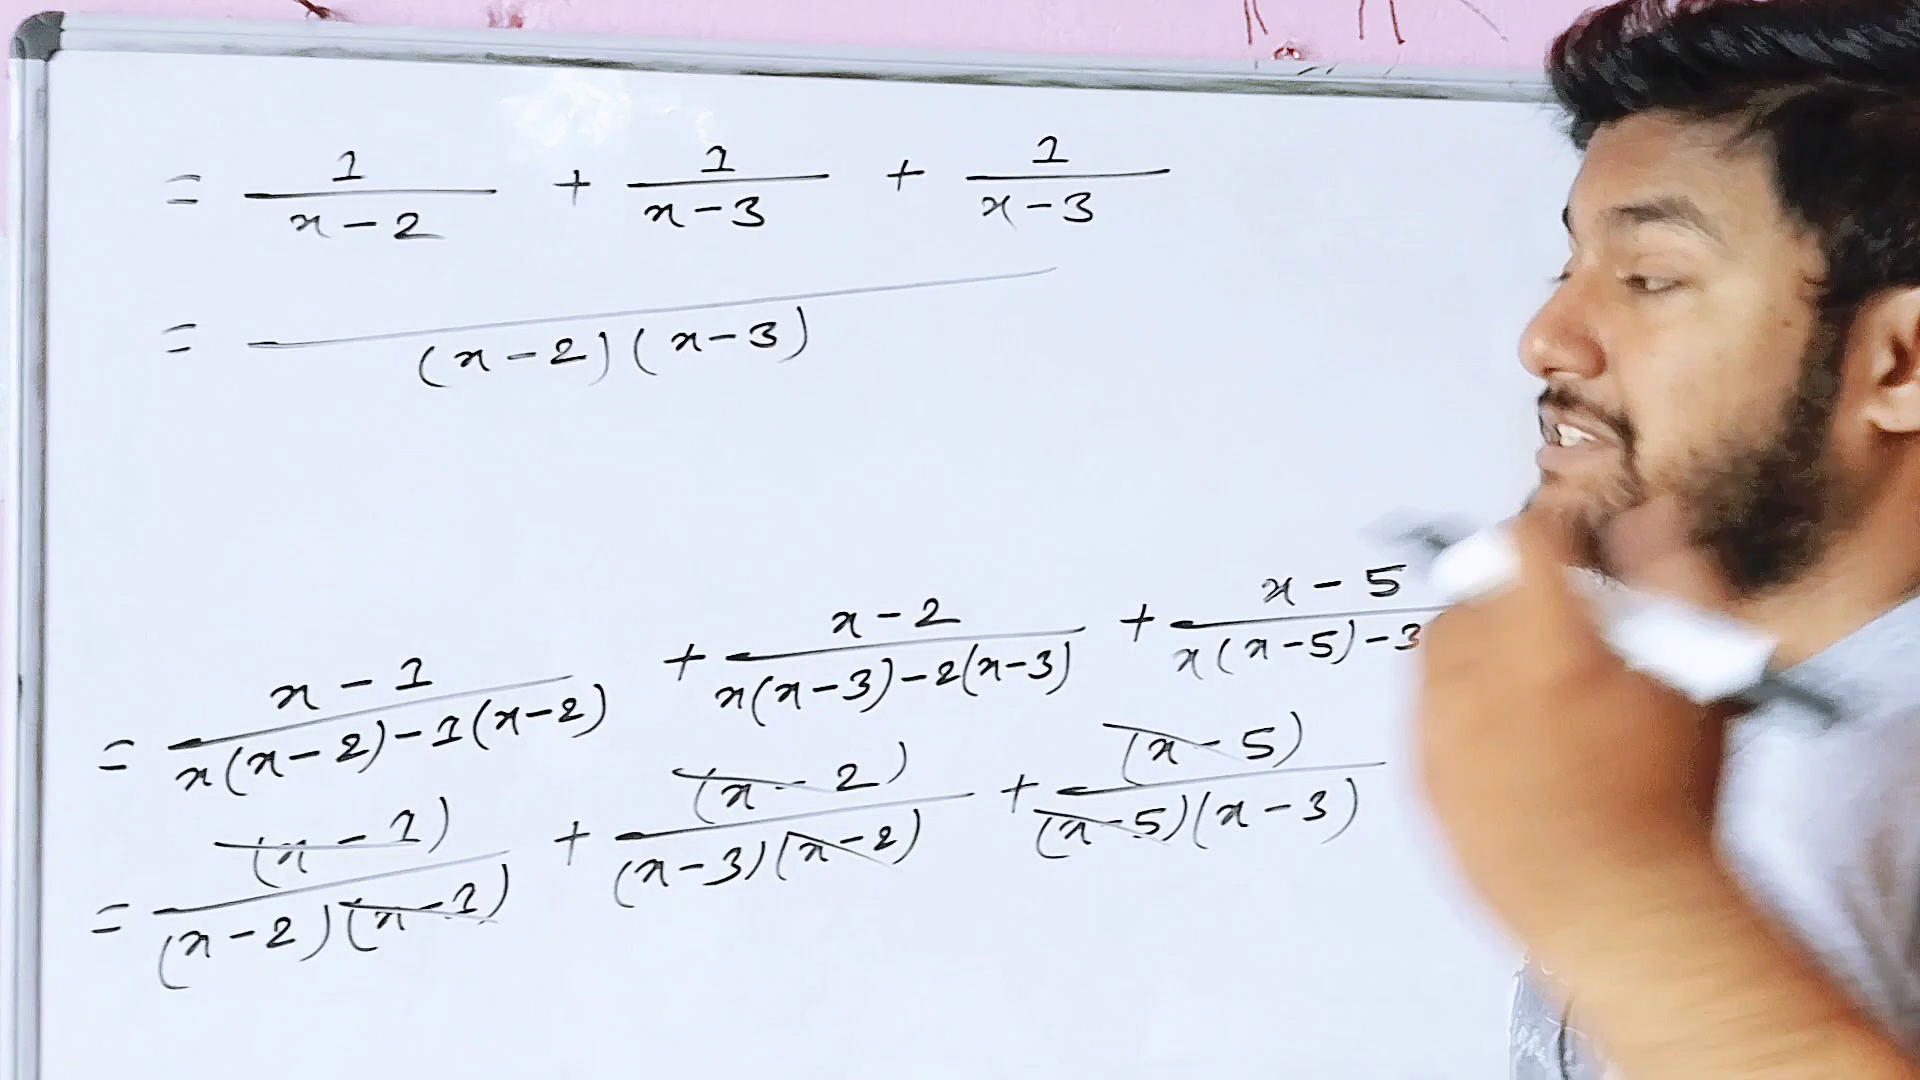 = 1/(x-2) + 1/(x-3) + 1/(x-3)
= /(x-2)(x-3)
= (x-1)/(x(x-2)-1(x-2)) + (x-2)/(x(x-3)-2(x-3)) + (x-5)/(x(x-5)-3
= (x-1)/((x-2)(x-1)) + (x-2)/((x-3)(x-2)) + (x-5)/((x-5)(x-3))